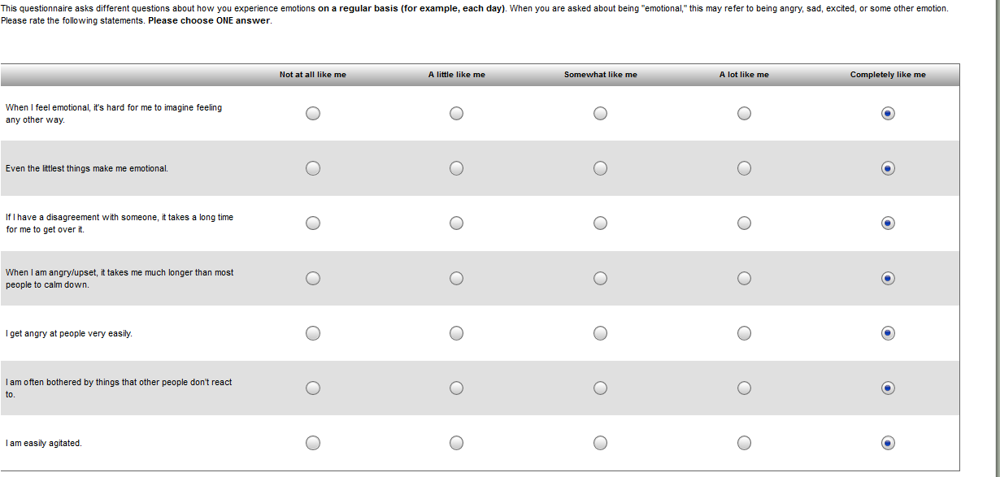 This questionnaire asks different questions about how you experience emotions on a regular basis (for example, each day). When you are asked about being "emotional," this may refer to being angry, sad, excited, or some other emotion.
Please rate the following statements. Please choose ONE answer.
Not at all like me A little like me Somewhat like me A lot like me Completely like me
When I feel emotional, it's hard for me to imagine feeling
any other way.
Even the littlest things make me emotional.
If I have a disagreement with someone, it takes a long time
for me to get over it.
When I am angry/upset, it takes me much longer than most
people to calm down.
I get angry at people very easily.
I am often bothered by things that other people don't react
to.
I am easily agitated.